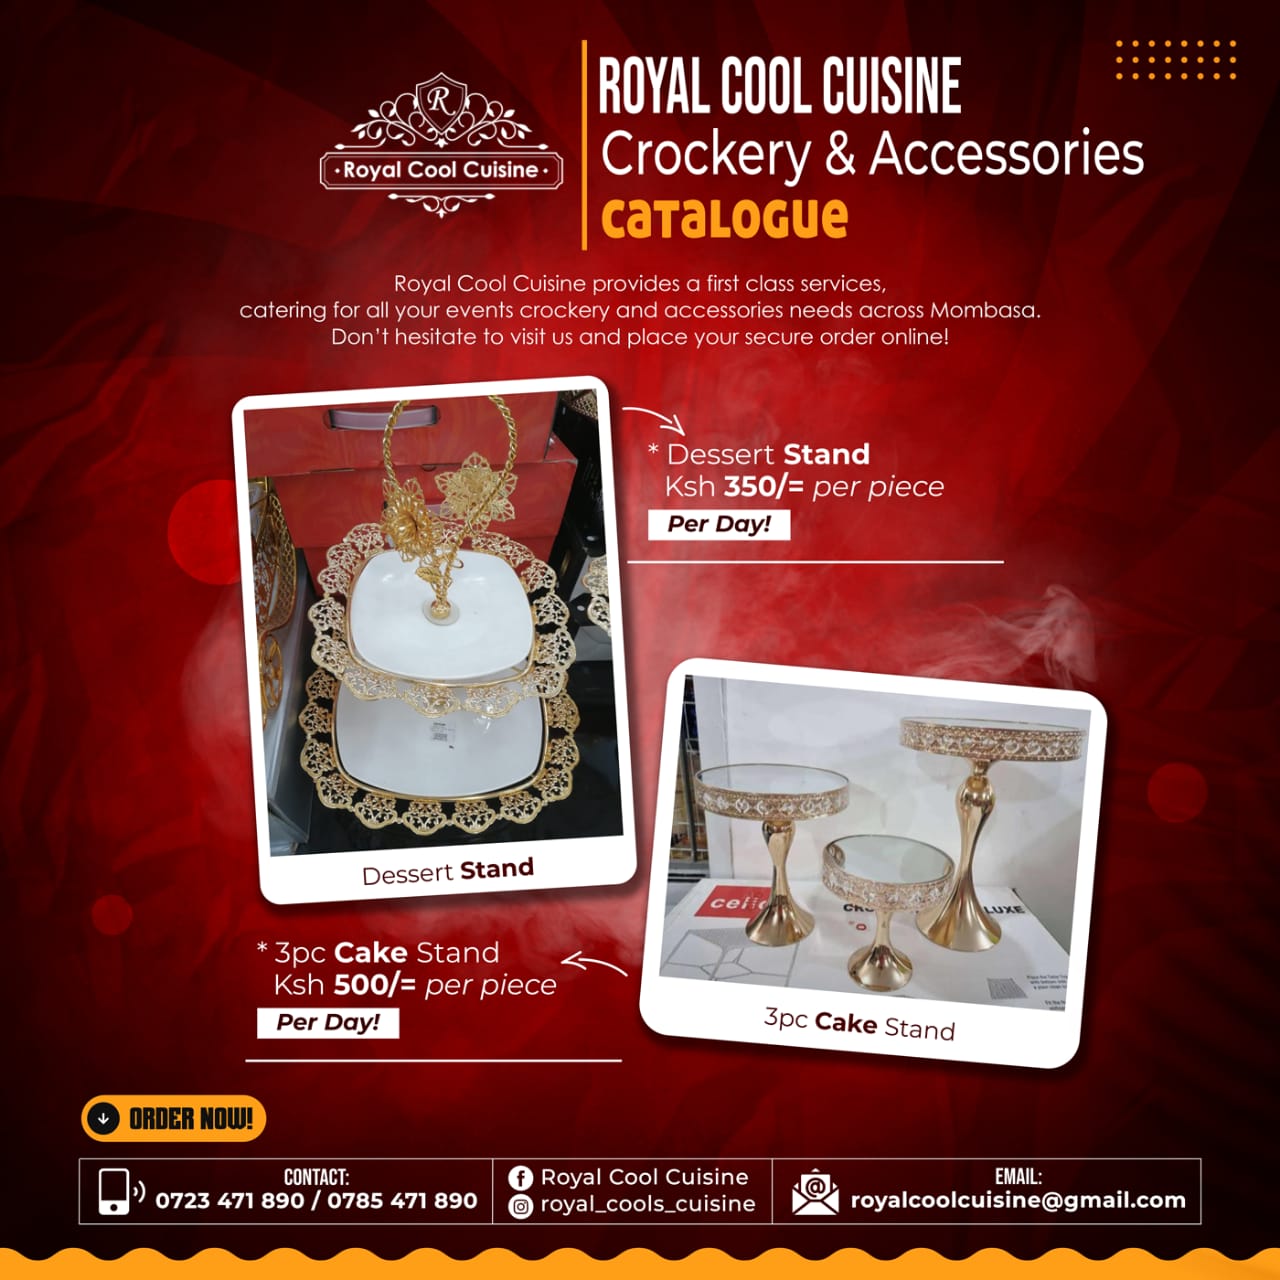 R
Royal Cool Cuisine
ROYAL COOL CUISINE
Crockery & Accessories
CATALOGUE
Royal Cool Cuisine provides a first class services,
catering for all your events crockery and accessories needs across Mombasa.
Don't hesitate to visit us and place your secure order online!
* Dessert Stand
Ksh 350/= per piece
Per Day!
Dessert Stand
LUXE
3pc Cake Stand
* 3pc Cake Stand
Ksh 500/= per piece
Per Day!
ORDER NOW!
CONTACT:
0723 471 890 / 0785 471 890
Royal Cool Cuisine
royal_cools_cuisine
EMAIL:
royalcoolcuisine@gmail.com